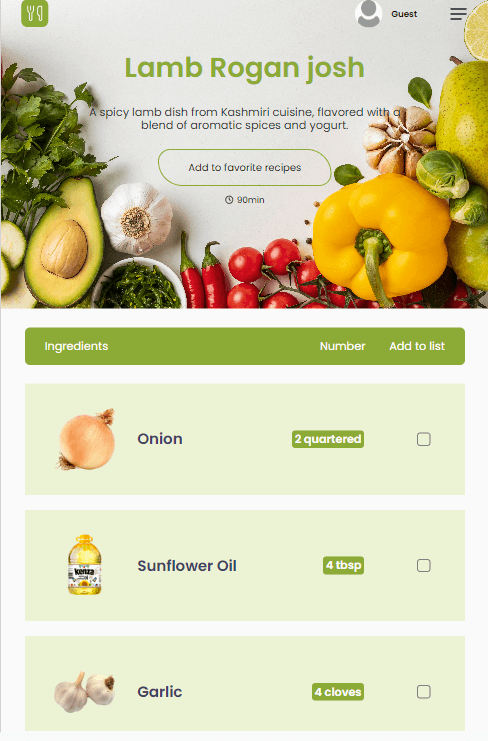 Guest
Lamb Rogan josh
A spicy lamb dish from Kashmiri cuisine, flavored with a
blend of aromatic spices and yogurt.
Add to favorite recipes
90min
Ingredients Number Add to list
Onion 2 quartered
kenza
Sunflower Oil 4 tbsp
Garlic 4 cloves